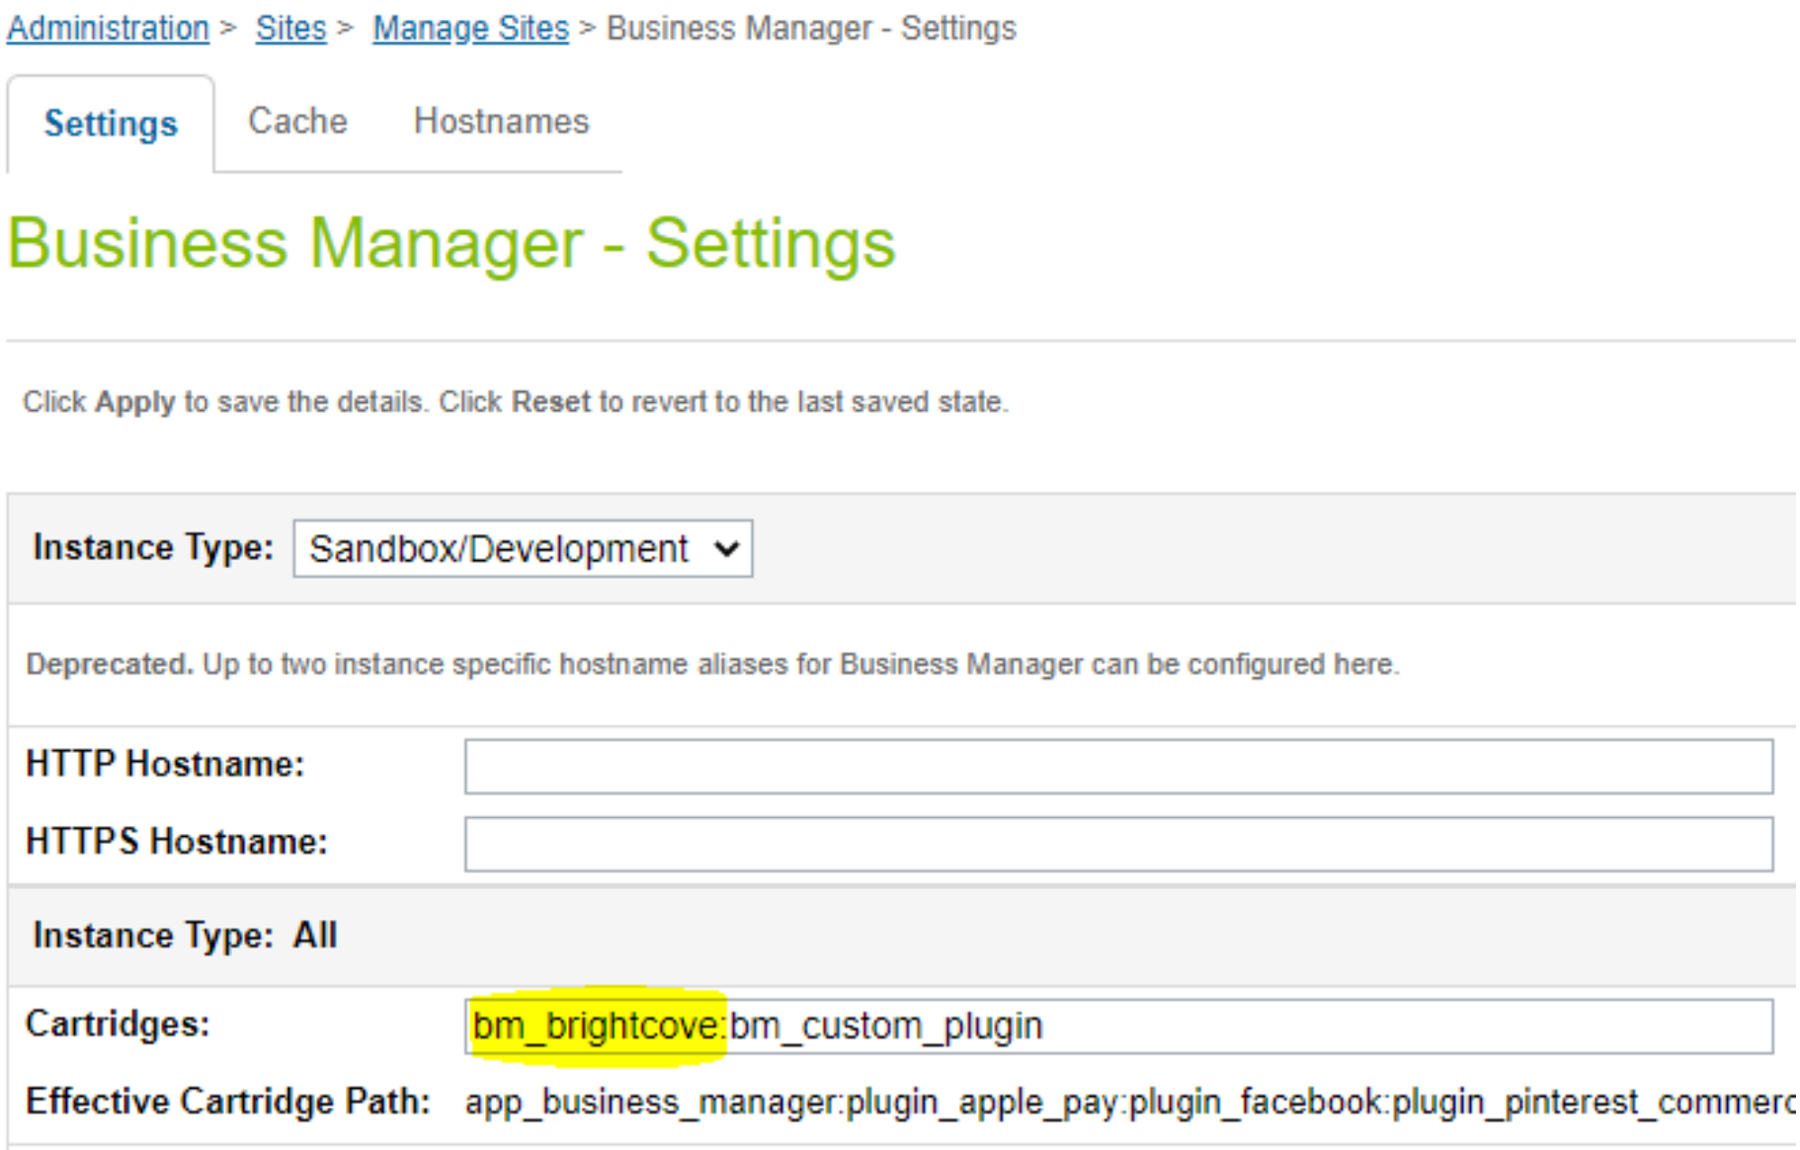 Administration > Sites > Manage Sites > Business Manager - Settings
Settings Cache Hostnames
Business Manager - Settings
Click Apply to save the details. Click Reset to revert to the last saved state.
Instance Type: Sandbox/Development
Deprecated. Up to two instance specific hostname aliases for Business Manager can be configured here.
HTTP Hostname:
HTTPS Hostname:
Instance Type: All
Cartridges: bm_brightcove:bm_custom_plugin
Effective Cartridge Path: app_business_manager:plugin_apple_pay:plugin_facebook:plugin_pinterest_commerc